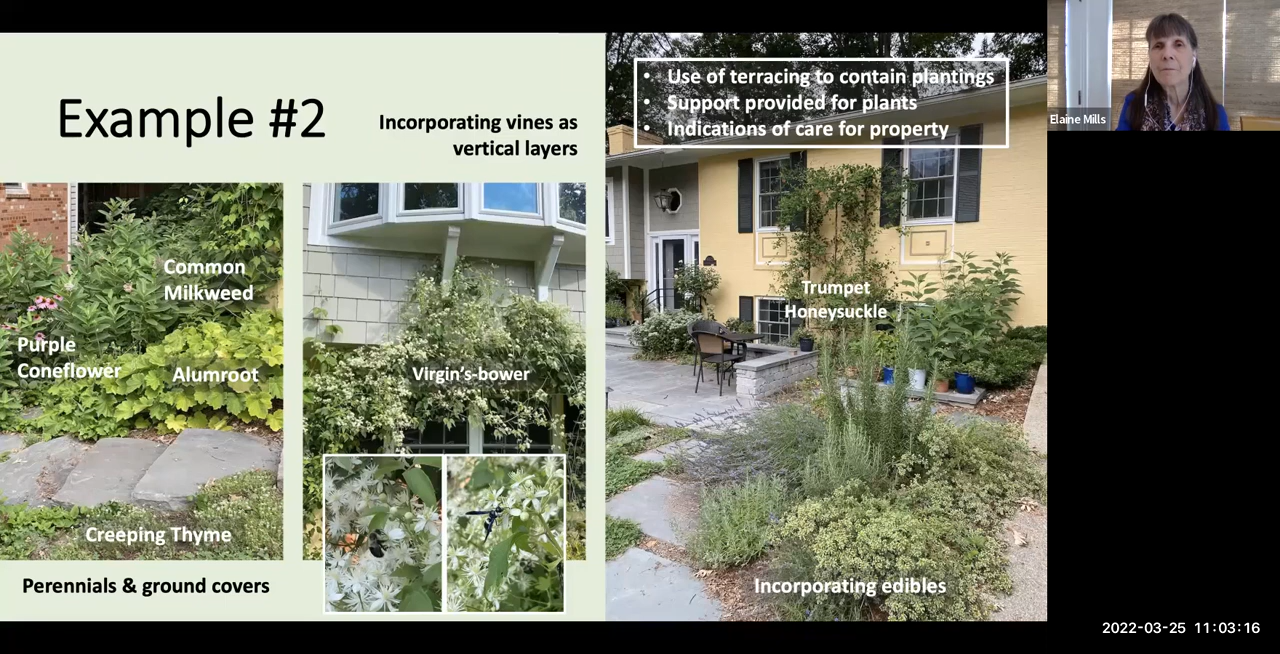 Example #2
Incorporating vines as
vertical layers
Common
Milkweed
Purple
Coneflower
Alumroot
Creeping Thyme
Perennials & ground covers
Virgin's-bower
• Use of terracing to contain plantings
• Support provided for plants
• Indications of care for property
Trumpet
Honeysuckle
Incorporating edibles
Elaine Mills
2022-03-25 11:03:16